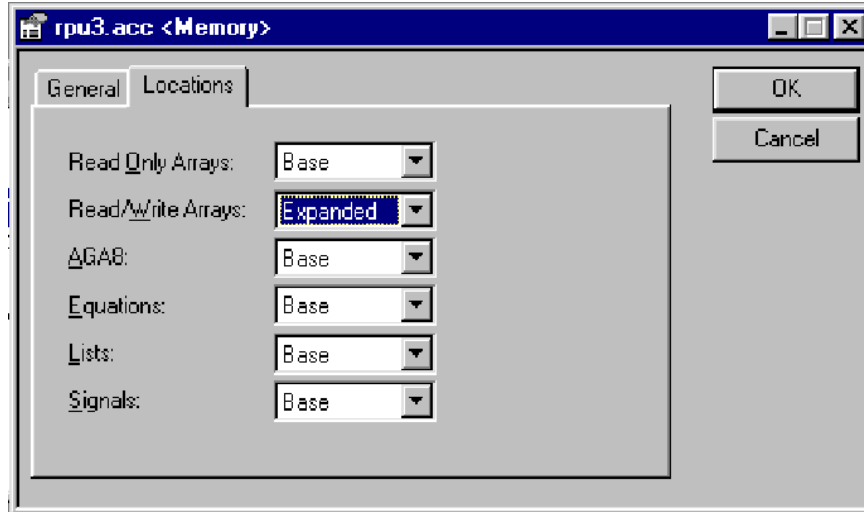 rpu3.acc <Memory>
General Locations
OK
Cancel
Read Only Arrays: Base
Read/Write Arrays: Expanded
AGA8: Base
Equations: Base
Lists: Base
Signals: Base